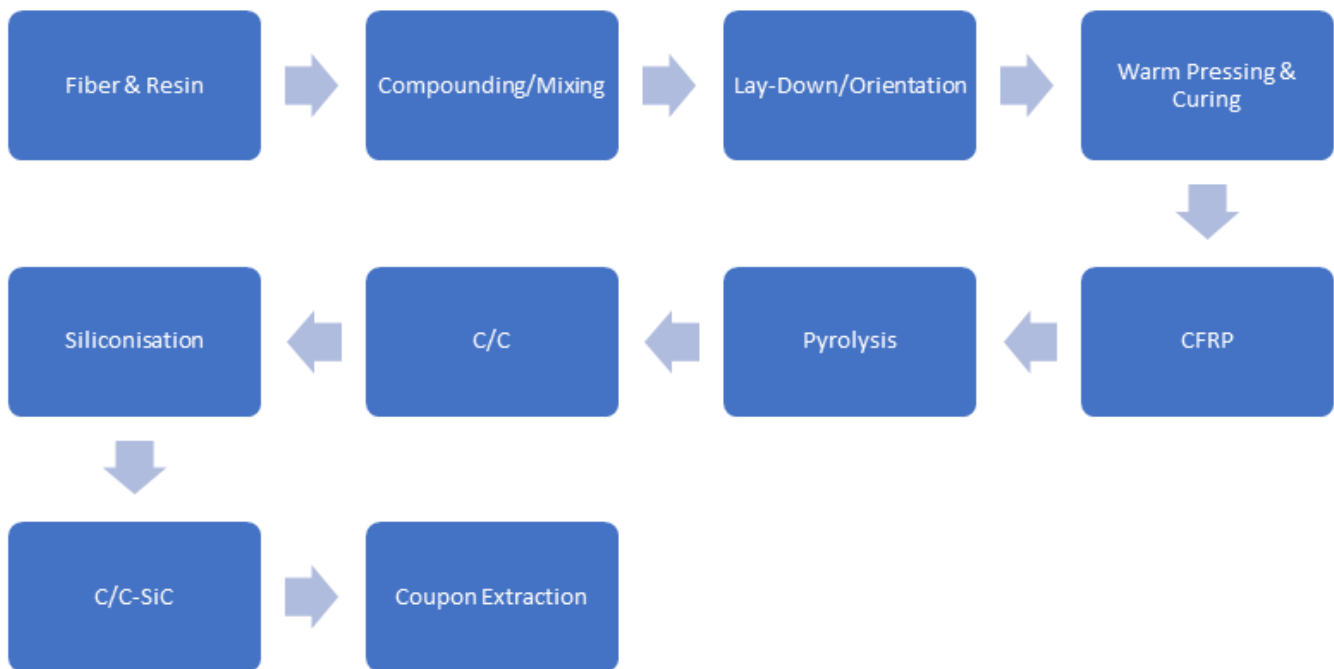 Fiber & Resin
Compounding/Mixing
Lay-Down/Orientation
Warm Pressing &
Curing
CFRP
Pyrolysis
C/C
Siliconisation
C/C-SiC
Coupon Extraction